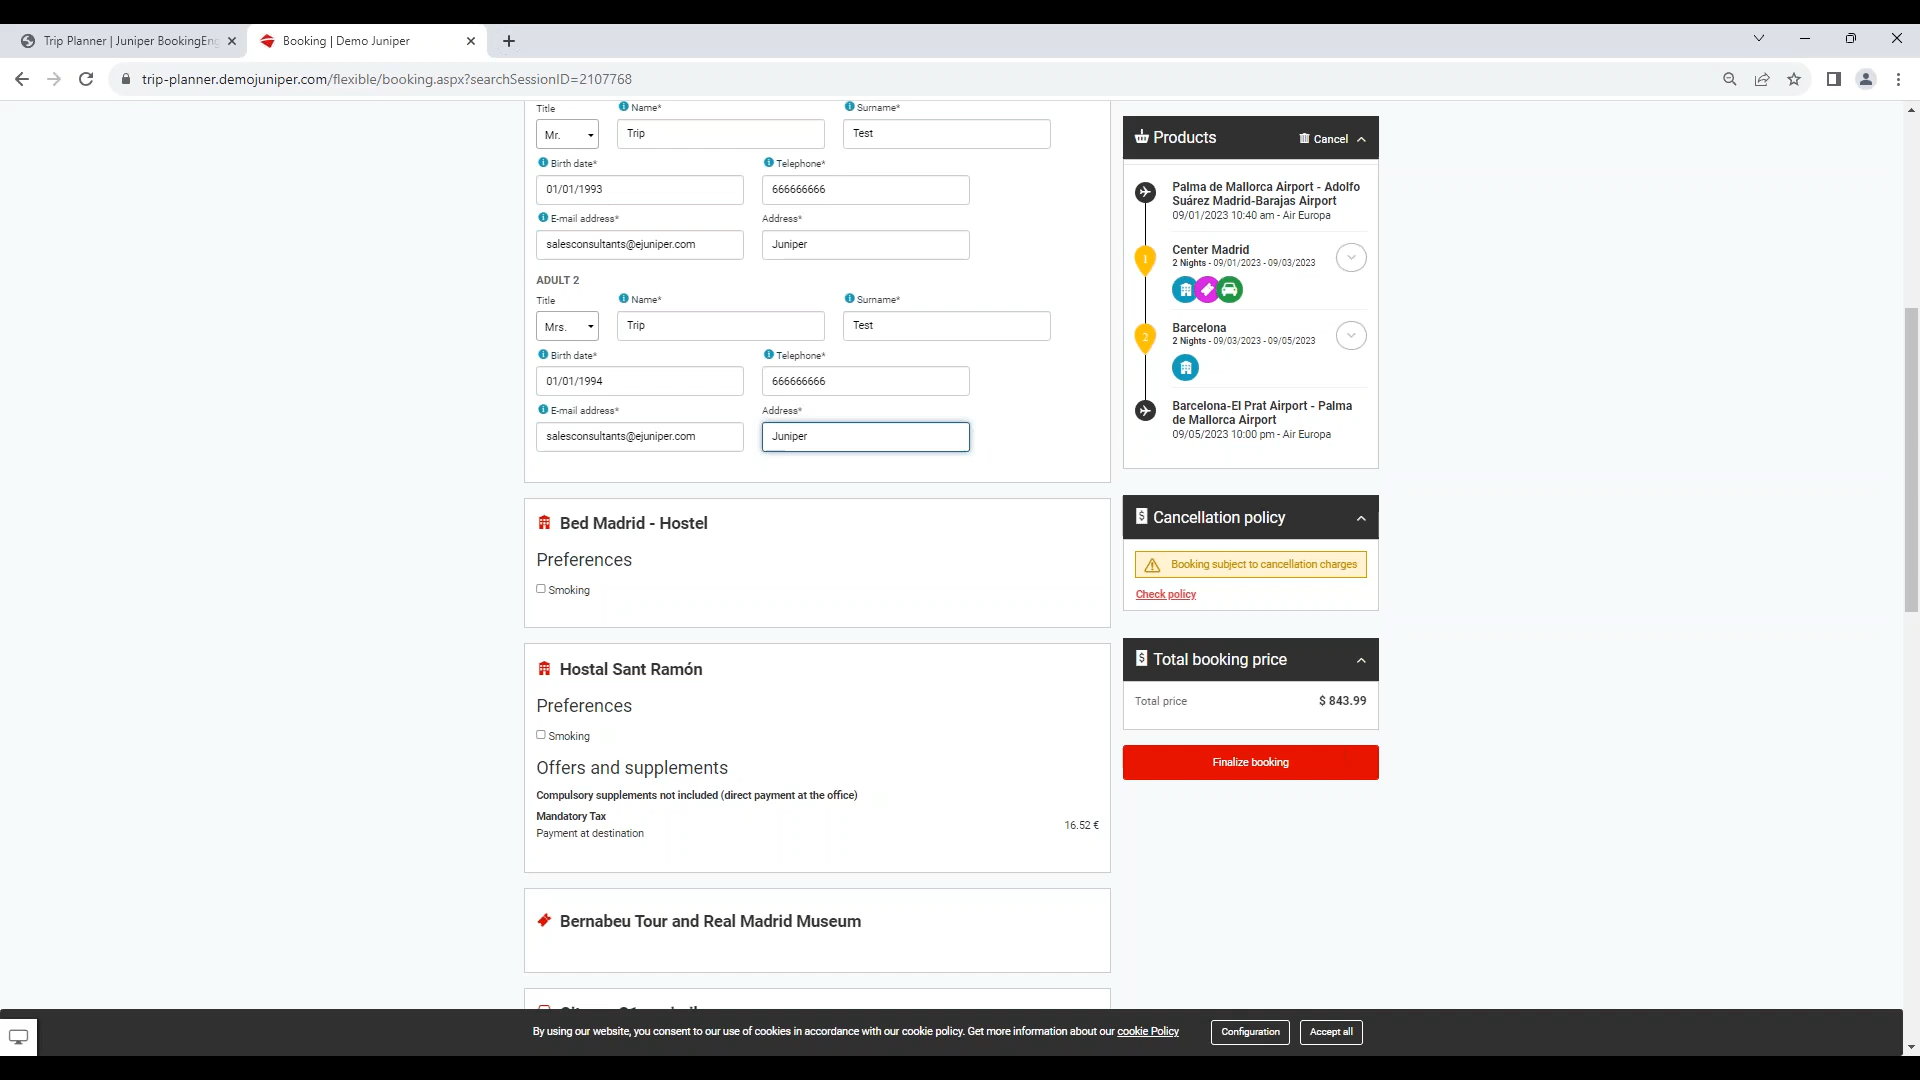 Trip Planner | Juniper BookingEng
Booking | Demo Juniper
trip-planner.demojuniper.com/flexible/booking.aspx?searchSessionID=2107768
Title
Name*
Surname*
Mr.
Trip
Test
Birth date*
Telephone*
01/01/1993
666666666
E-mail address*
Address*
salesconsultants@ejuniper.com
Juniper
ADULT 2
Title
Name*
Surname*
Mrs.
Trip
Test
Birth date*
Telephone*
01/01/1994
666666666
E-mail address*
Address*
salesconsultants@ejuniper.com
Juniper
Bed Madrid - Hostel
Preferences
Smoking
Hostal Sant Ramón
Preferences
Smoking
Offers and supplements
Compulsory supplements not included (direct payment at the office)
Mandatory Tax
Payment at destination
16.52 €
Bernabeu Tour and Real Madrid Museum
Products
Cancel
Palma de Mallorca Airport - Adolfo
Suárez Madrid-Barajas Airport
09/01/2023 10:40 am - Air Europa
1
Center Madrid
2 Nights - 09/01/2023 - 09/03/2023
2
Barcelona
2 Nights - 09/03/2023 - 09/05/2023
Barcelona-El Prat Airport - Palma
de Mallorca Airport
09/05/2023 10:00 pm - Air Europa
Cancellation policy
Booking subject to cancellation charges
Check policy
Total booking price
Total price
$ 843.99
Finalize booking
By using our website, you consent to our use of cookies in accordance with our cookie policy. Get more information about our cookie Policy
Configuration
Accept all